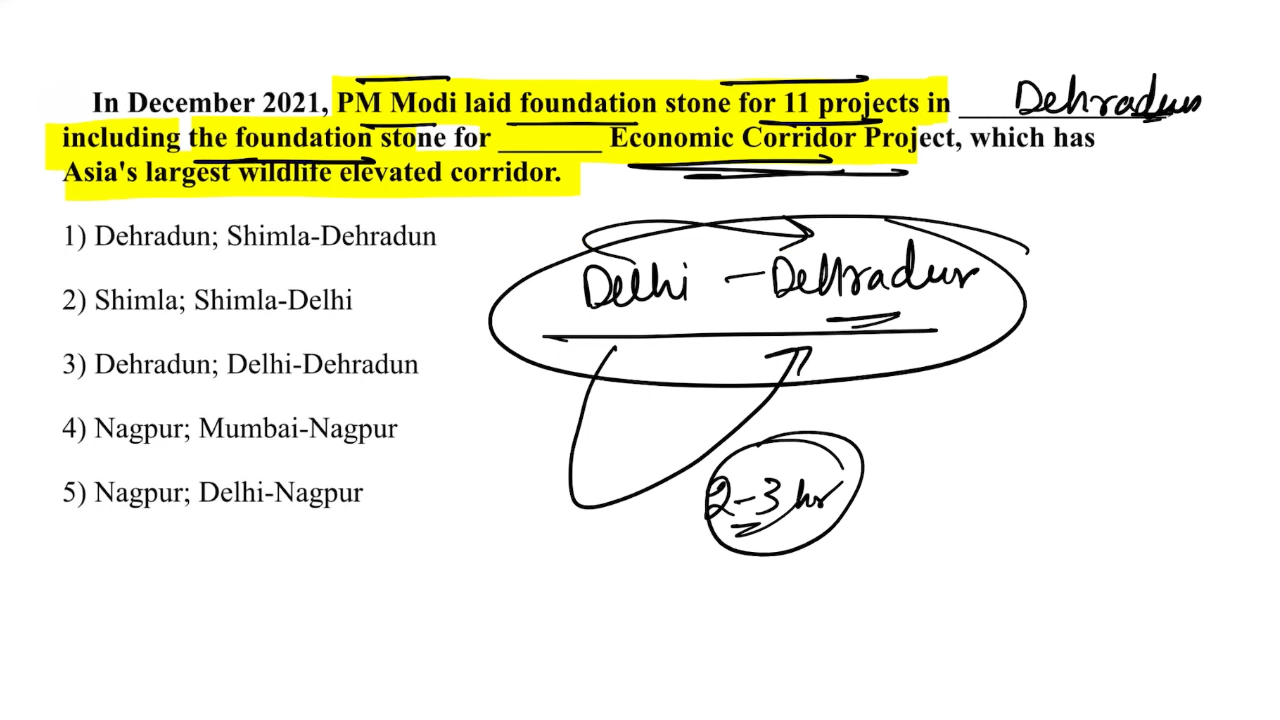 In December 2021, PM Modi laid foundation stone for 11 projects in ________ Dehradun
including the foundation stone for _______ Economic Corridor Project, which has
Asia's largest wildlife elevated corridor.
1) Dehradun; Shimla-Dehradun
Delhi - Dehradun
2) Shimla; Shimla-Delhi
3) Dehradun; Delhi-Dehradun
4) Nagpur; Mumbai-Nagpur
5) Nagpur; Delhi-Nagpur
2-3 hr